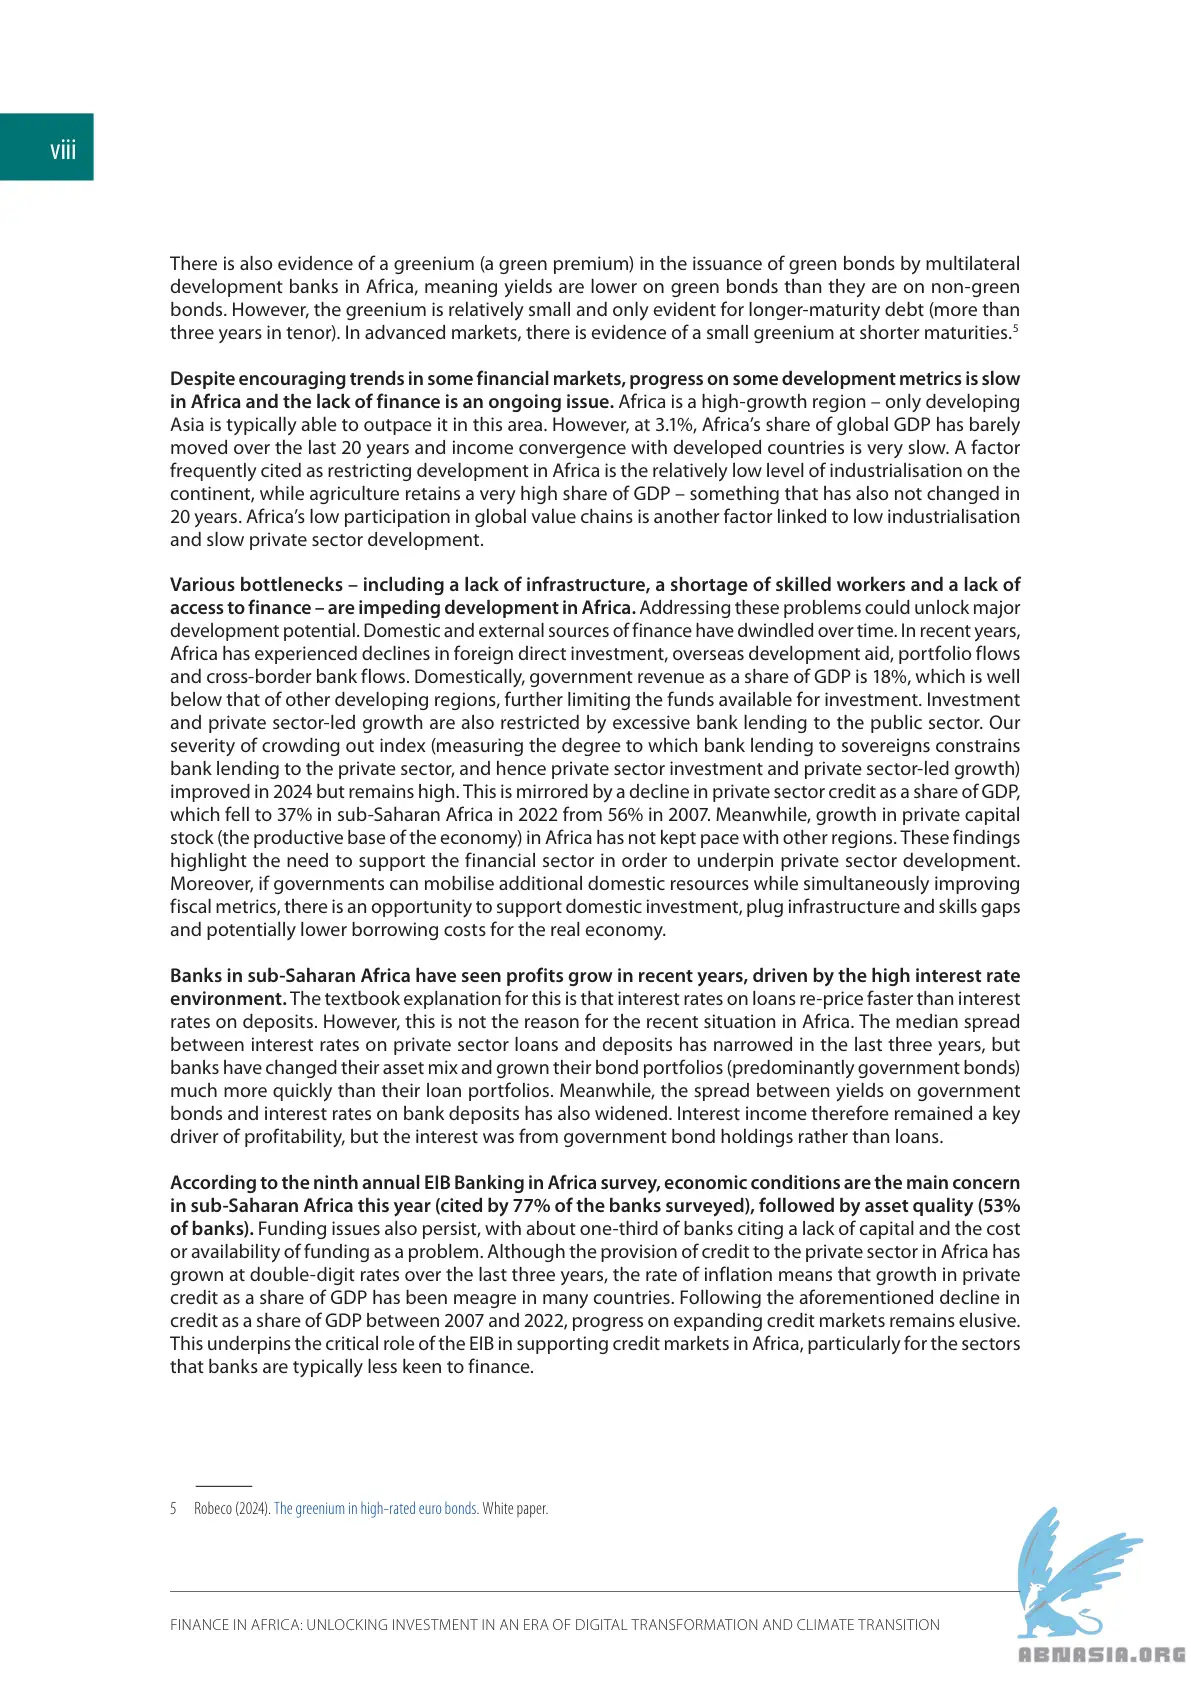 viii
There is also evidence of a greenium (a green premium) in the issuance of green bonds by multilateral
development banks in Africa, meaning yields are lower on green bonds than they are on non-green
bonds. However, the greenium is relatively small and only evident for longer-maturity debt (more than
three years in tenor). In advanced markets, there is evidence of a small greenium at shorter maturities.5
Despite encouraging trends in some financial markets, progress on some development metrics is slow
in Africa and the lack of finance is an ongoing issue. Africa is a high-growth region – only developing
Asia is typically able to outpace it in this area. However, at 3.1%, Africa’s share of global GDP has barely
moved over the last 20 years and income convergence with developed countries is very slow. A factor
frequently cited as restricting development in Africa is the relatively low level of industrialisation on the
continent, while agriculture retains a very high share of GDP – something that has also not changed in
20 years. Africa’s low participation in global value chains is another factor linked to low industrialisation
and slow private sector development.
Various bottlenecks – including a lack of infrastructure, a shortage of skilled workers and a lack of
access to finance – are impeding development in Africa. Addressing these problems could unlock major
development potential. Domestic and external sources of finance have dwindled over time. In recent years,
Africa has experienced declines in foreign direct investment, overseas development aid, portfolio flows
and cross-border bank flows. Domestically, government revenue as a share of GDP is 18%, which is well
below that of other developing regions, further limiting the funds available for investment. Investment
and private sector-led growth are also restricted by excessive bank lending to the public sector. Our
severity of crowding out index (measuring the degree to which bank lending to sovereigns constrains
bank lending to the private sector, and hence private sector investment and private sector-led growth)
improved in 2024 but remains high. This is mirrored by a decline in private sector credit as a share of GDP,
which fell to 37% in sub-Saharan Africa in 2022 from 56% in 2007. Meanwhile, growth in private capital
stock (the productive base of the economy) in Africa has not kept pace with other regions. These findings
highlight the need to support the financial sector in order to underpin private sector development.
Moreover, if governments can mobilise additional domestic resources while simultaneously improving
fiscal metrics, there is an opportunity to support domestic investment, plug infrastructure and skills gaps
and potentially lower borrowing costs for the real economy.
Banks in sub-Saharan Africa have seen profits grow in recent years, driven by the high interest rate
environment. The textbook explanation for this is that interest rates on loans re-price faster than interest
rates on deposits. However, this is not the reason for the recent situation in Africa. The median spread
between interest rates on private sector loans and deposits has narrowed in the last three years, but
banks have changed their asset mix and grown their bond portfolios (predominantly government bonds)
much more quickly than their loan portfolios. Meanwhile, the spread between yields on government
bonds and interest rates on bank deposits has also widened. Interest income therefore remained a key
driver of profitability, but the interest was from government bond holdings rather than loans.
According to the ninth annual EIB Banking in Africa survey, economic conditions are the main concern
in sub-Saharan Africa this year (cited by 77% of the banks surveyed), followed by asset quality (53%
of banks). Funding issues also persist, with about one-third of banks citing a lack of capital and the cost
or availability of funding as a problem. Although the provision of credit to the private sector in Africa has
grown at double-digit rates over the last three years, the rate of inflation means that growth in private
credit as a share of GDP has been meagre in many countries. Following the aforementioned decline in
credit as a share of GDP between 2007 and 2022, progress on expanding credit markets remains elusive.
This underpins the critical role of the EIB in supporting credit markets in Africa, particularly for the sectors
that banks are typically less keen to finance.
5 Robeco (2024). The greenium in high-rated euro bonds. White paper.
FINANCE IN AFRICA: UNLOCKING INVESTMENT IN AN ERA OF DIGITAL TRANSFORMATION AND CLIMATE TRANSITION
ABNASIA.ORG